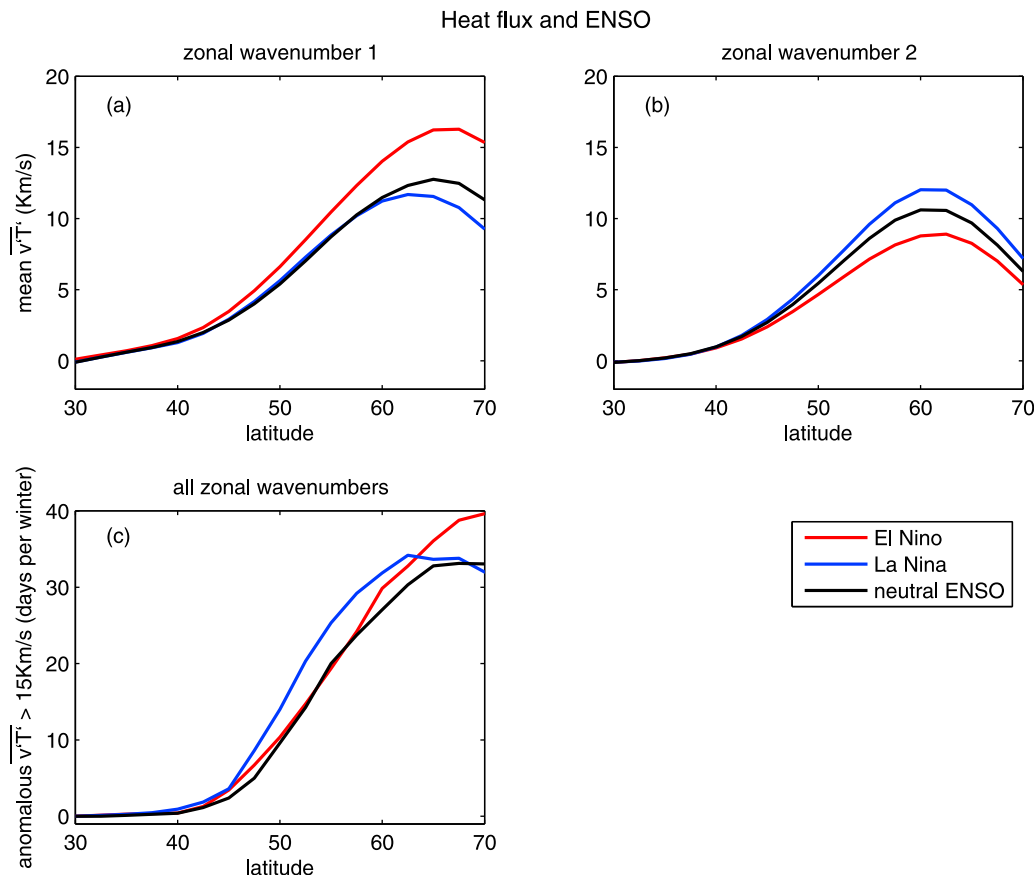 Heat flux and ENSO
zonal wavenumber 1
20
15
10
5
0
(a)
mean v‘T‘ (Km/s)
30 40 50 60 70
latitude
zonal wavenumber 2
20
15
10
5
0
(b)
30 40 50 60 70
latitude
all zonal wavenumbers
40
30
20
10
0
(c)
anomalous v‘T‘ > 15Km/s (days per winter)
30 40 50 60 70
latitude
El Nino
La Nina
neutral ENSO